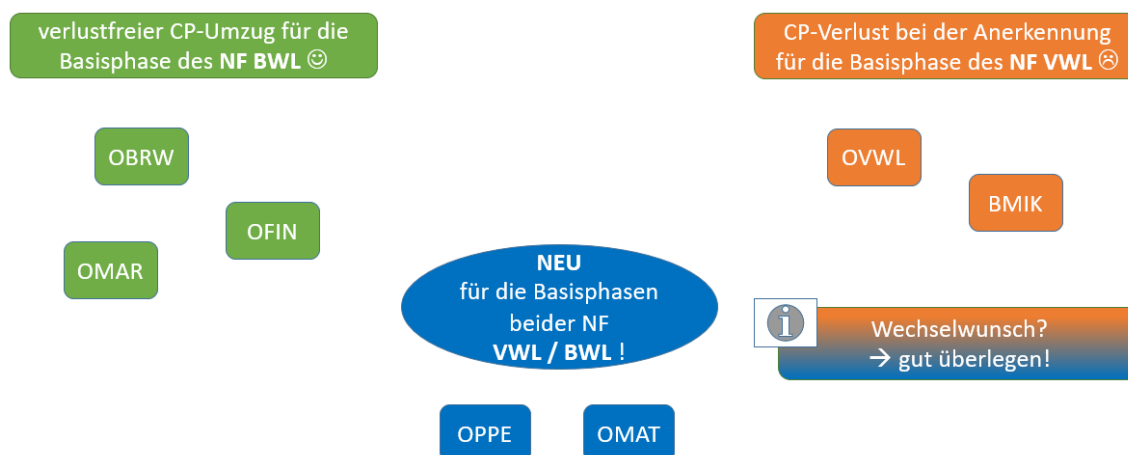 verlustfreier CP-Umzug für die
Basisphase des NF BWL ☺
CP-Verlust bei der Anerkennung
für die Basisphase des NF VWL ☹
OBRW
OFIN
OMAR
OVWL
BMIK
NEU
für die Basisphasen
beider NF
VWL / BWL !
i
Wechselwunsch?
→ gut überlegen!
OPPE
OMAT